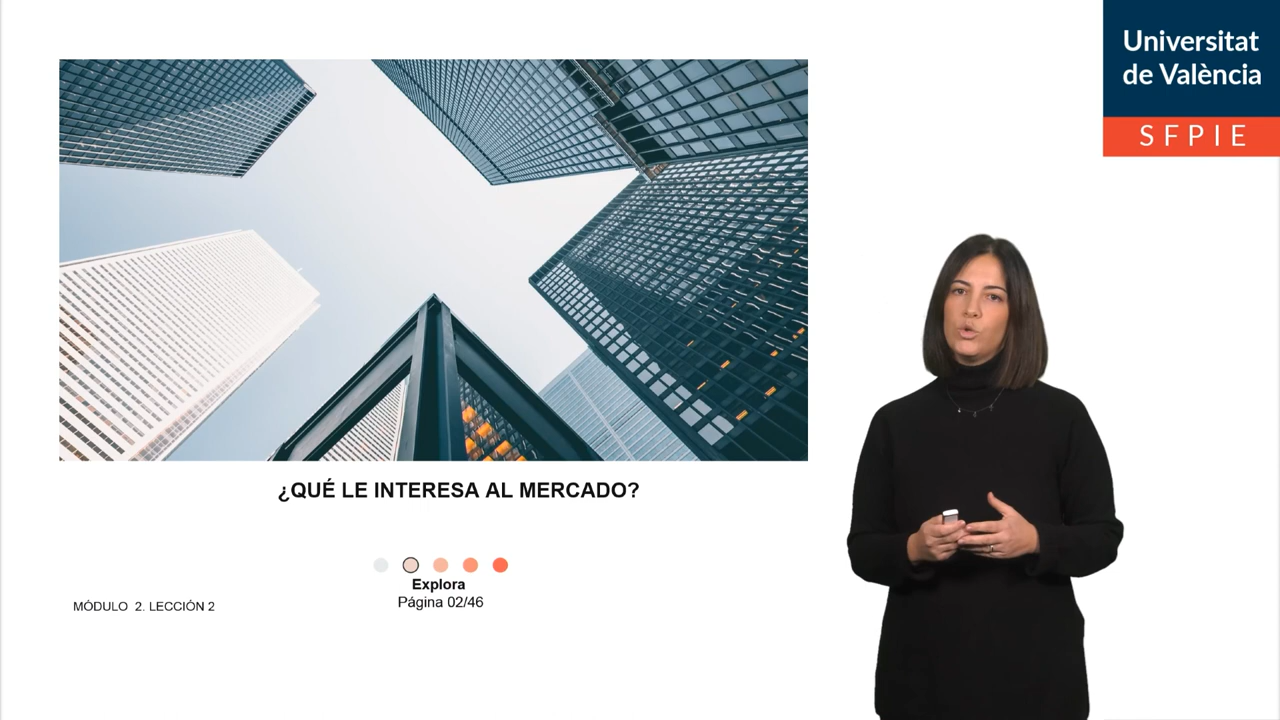 Universitat
de València
SFPIE
¿QUÉ LE INTERESA AL MERCADO?
Explora
Página 02/46
MÓDULO 2. LECCIÓN 2